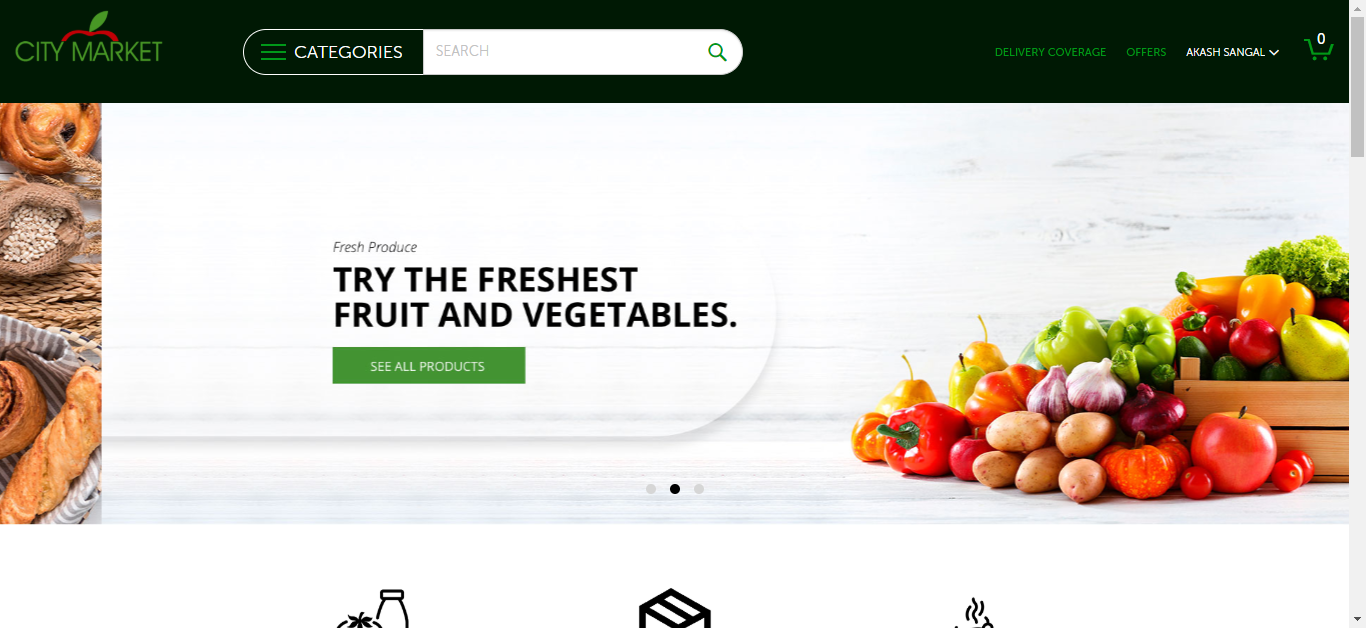 CITY MARKET
CATEGORIES
SEARCH
DELIVERY COVERAGE
OFFERS
AKASH SANGAL
0
Fresh Produce
TRY THE FRESHEST
FRUIT AND VEGETABLES.
SEE ALL PRODUCTS